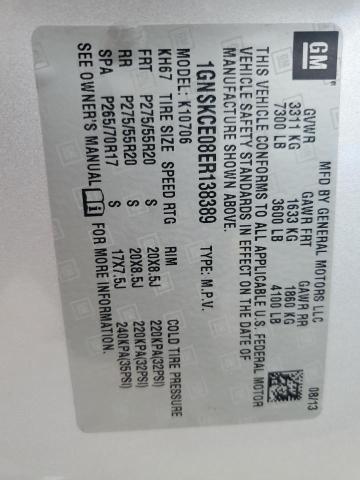 GM
MFD BY GENERAL MOTORS LLC 08/13
GVWR GAWR FRT GAWR RR
3311 KG 1633 KG 1860 KG
7300 LB 3600 LB 4100 LB
THIS VEHICLE CONFORMS TO ALL APPLICABLE U.S. FEDERAL MOTOR
VEHICLE SAFETY STANDARDS IN EFFECT ON THE DATE OF
MANUFACTURE SHOWN ABOVE.
1GNSKCE08ER138389 TYPE: M.P.V.
MODEL: K10706
KH67 TIRE SIZE SPEED RTG RIM COLD TIRE PRESSURE
FRT P275/55R20 S 20X8.5J 220KPA(32PSI)
RR P275/55R20 S 20X8.5J 220KPA(32PSI)
SPA P265/70R17 S 17X7.5J 240KPA(35PSI)
SEE OWNER'S MANUAL FOR MORE INFORMATION.